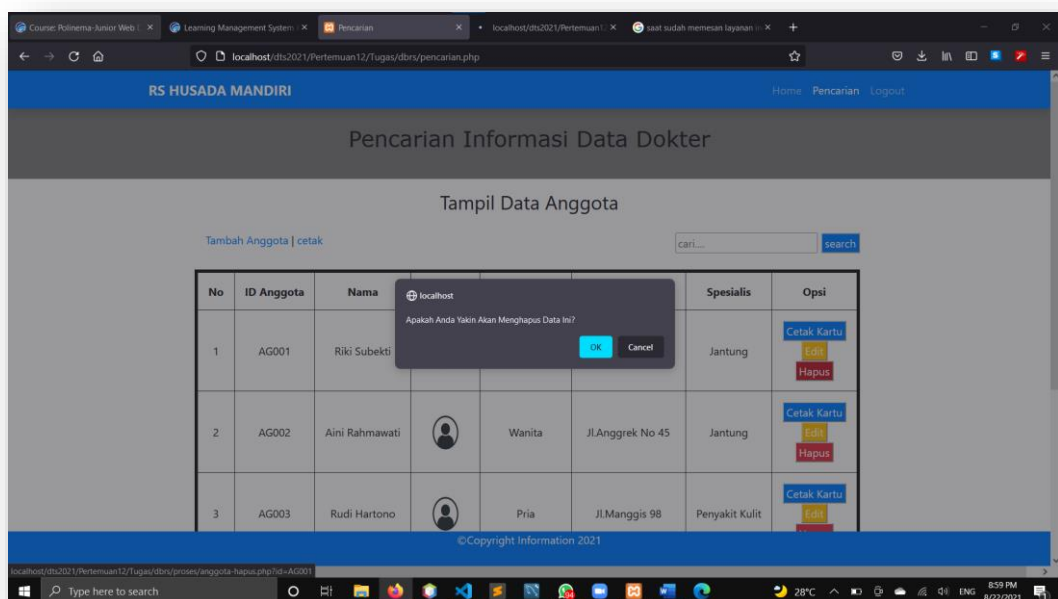 Course: Polinema-Junior Web
Learning Management System
Pencarian
localhost/dts2021/Pertemuan12
saat sudah memesan layanan
localhost/dts2021/Pertemuan12/Tugas/dbrs/pencarian.php
RS HUSADA MANDIRI
Home Pencarian Logout
Pencarian Informasi Data Dokter
Tampil Data Anggota
Tambah Anggota | cetak
cari....
search
No ID Anggota Nama Spesialis Opsi
localhost
Apakah Anda Yakin Akan Menghapus Data Ini?
OK Cancel
1 AG001 Riki Subekti Jantung
Cetak Kartu
Edit
Hapus
2 AG002 Aini Rahmawati Wanita Jl.Anggrek No 45 Jantung
Cetak Kartu
Edit
Hapus
3 AG003 Rudi Hartono Pria Jl.Manggis 98 Penyakit Kulit
Cetak Kartu
Edit
©Copyright Information 2021
localhost/dts2021/Pertemuan12/Tugas/dbrs/proses/anggota-hapus.php?id=AG001
Type here to search
28°C
ENG
8:59 PM
8/22/2021